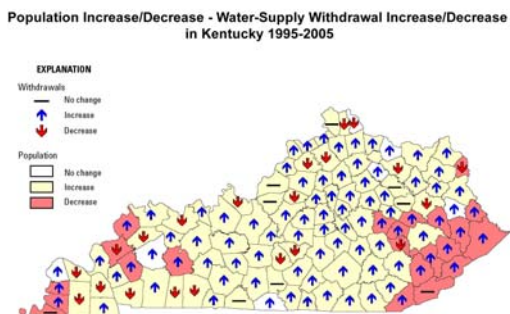 Population Increase/Decrease - Water-Supply Withdrawal Increase/Decrease
in Kentucky 1995-2005
EXPLANATION
Withdrawals
No change
Increase
Decrease
Population
No change
Increase
Decrease